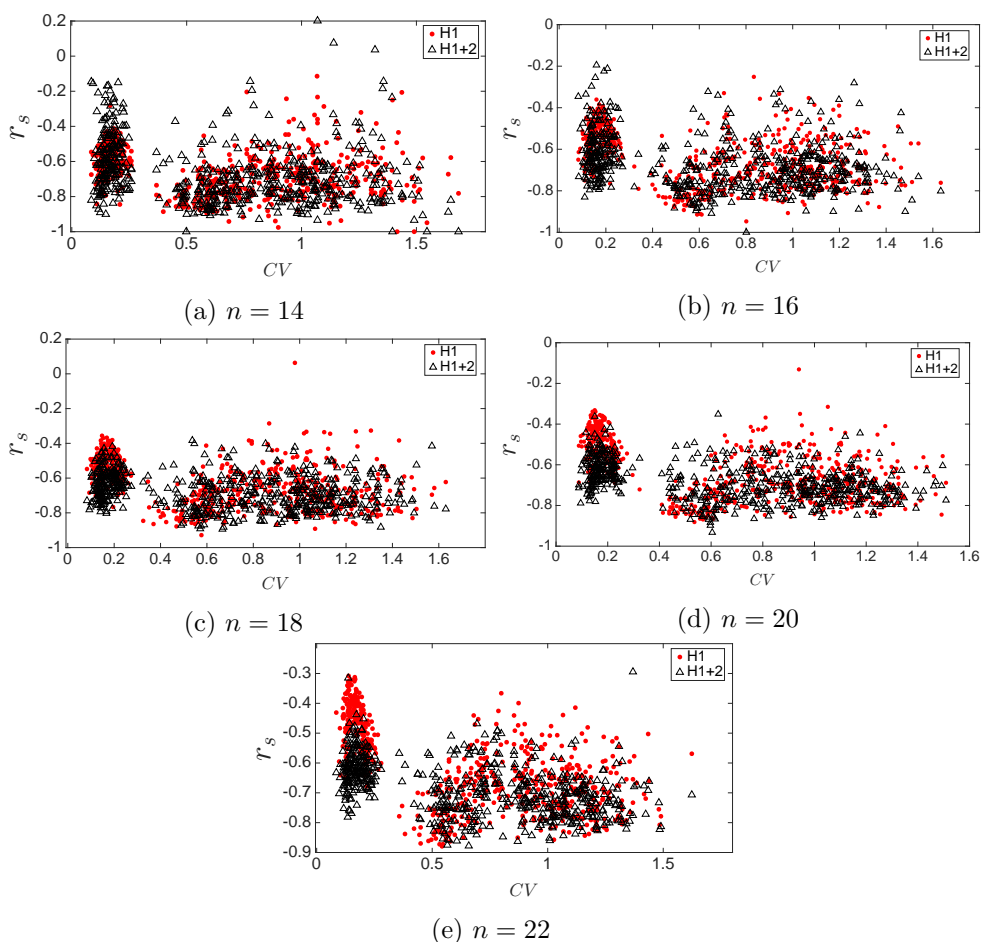 0.2
0
-0.2
-0.4
-0.6
-0.8
-1
r_s
H1
H1+2
0
0.5
1
1.5
CV
(a) n = 14
0
-0.2
-0.4
-0.6
-0.8
-1
r_s
H1
H1+2
0
0.2
0.4
0.6
0.8
1
1.2
1.4
1.6
CV
(b) n = 16
0.2
0
-0.2
-0.4
-0.6
-0.8
-1
r_s
H1
H1+2
0
0.2
0.4
0.6
0.8
1
1.2
1.4
1.6
CV
(c) n = 18
0
-0.2
-0.4
-0.6
-0.8
-1
r_s
H1
H1+2
0
0.2
0.4
0.6
0.8
1
1.2
1.4
1.6
CV
(d) n = 20
-0.3
-0.4
-0.5
-0.6
-0.7
-0.8
-0.9
r_s
H1
H1+2
0
0.5
1
1.5
CV
(e) n = 22